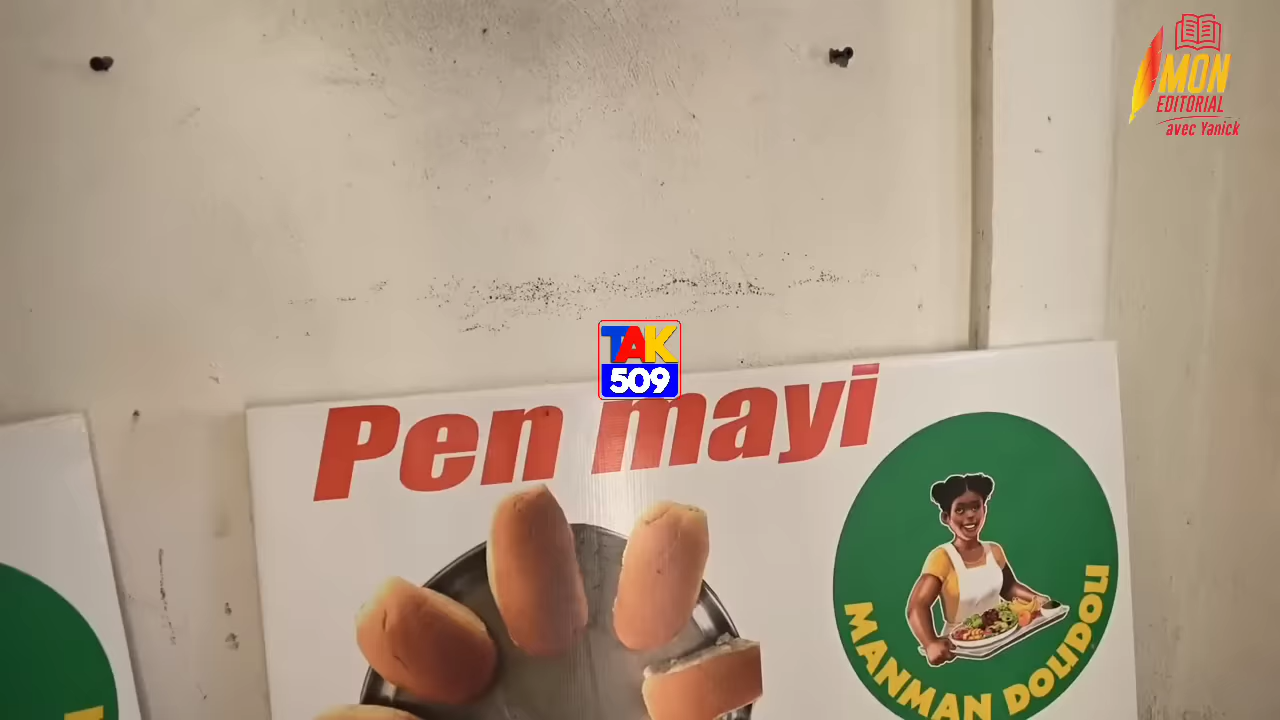 MON
EDITORIAL
avec Yanick
TAK
509
Pen mayi
MANMAN DOUDOU